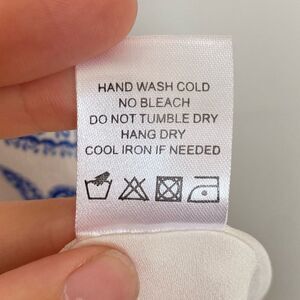 HAND WASH COLD
NO BLEACH
DO NOT TUMBLE DRY
HANG DRY
COOL IRON IF NEEDED